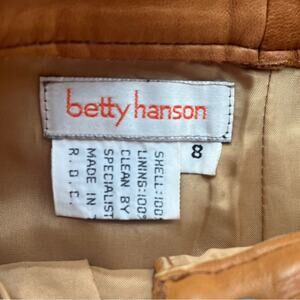 betty hanson
8
SHELL:100
LINING:100%
CLEAN BY
SPECIALIST
MADE IN
R.O.C.